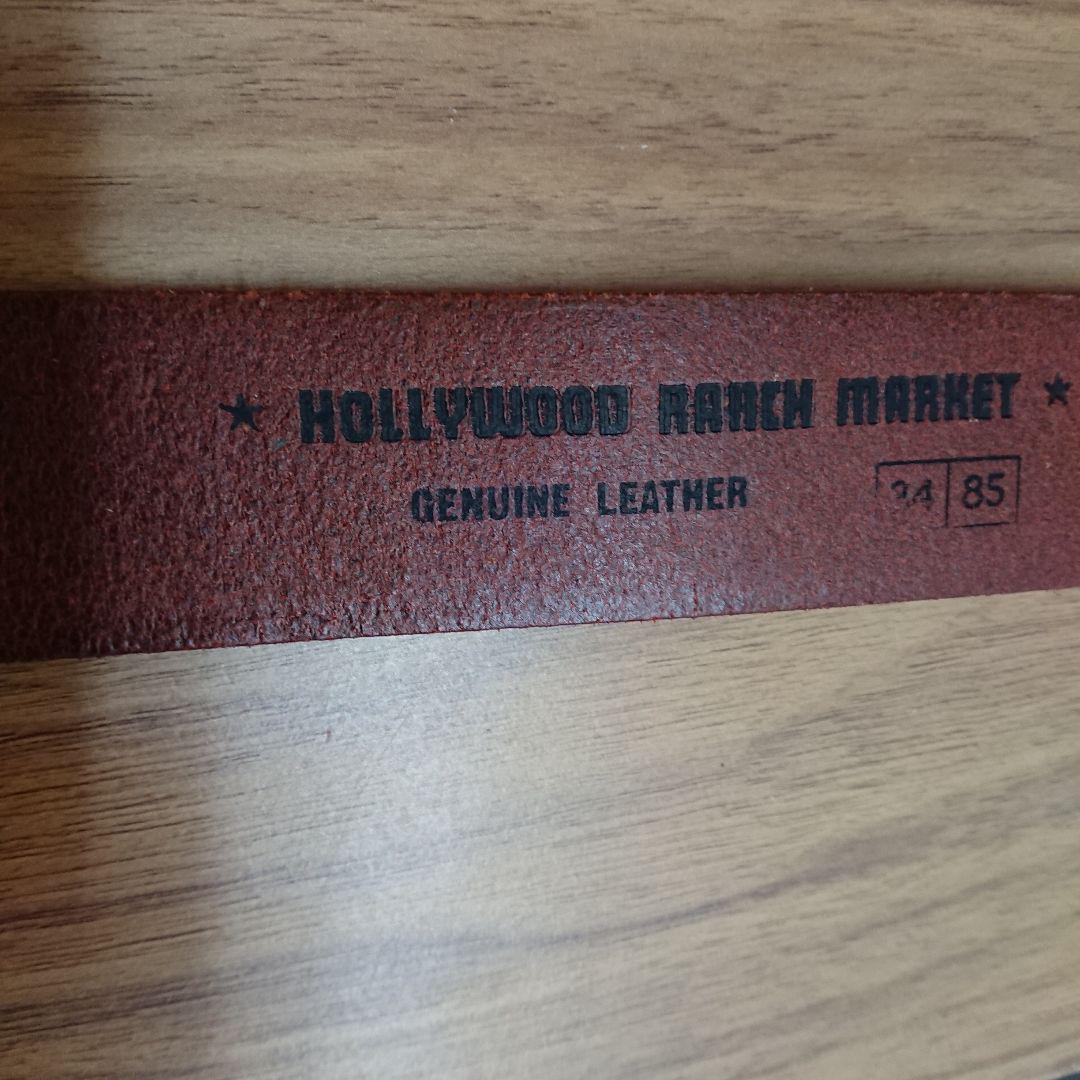 ★ HOLLYWOOD RANCH MARKET ★
GENUINE LEATHER 34 85